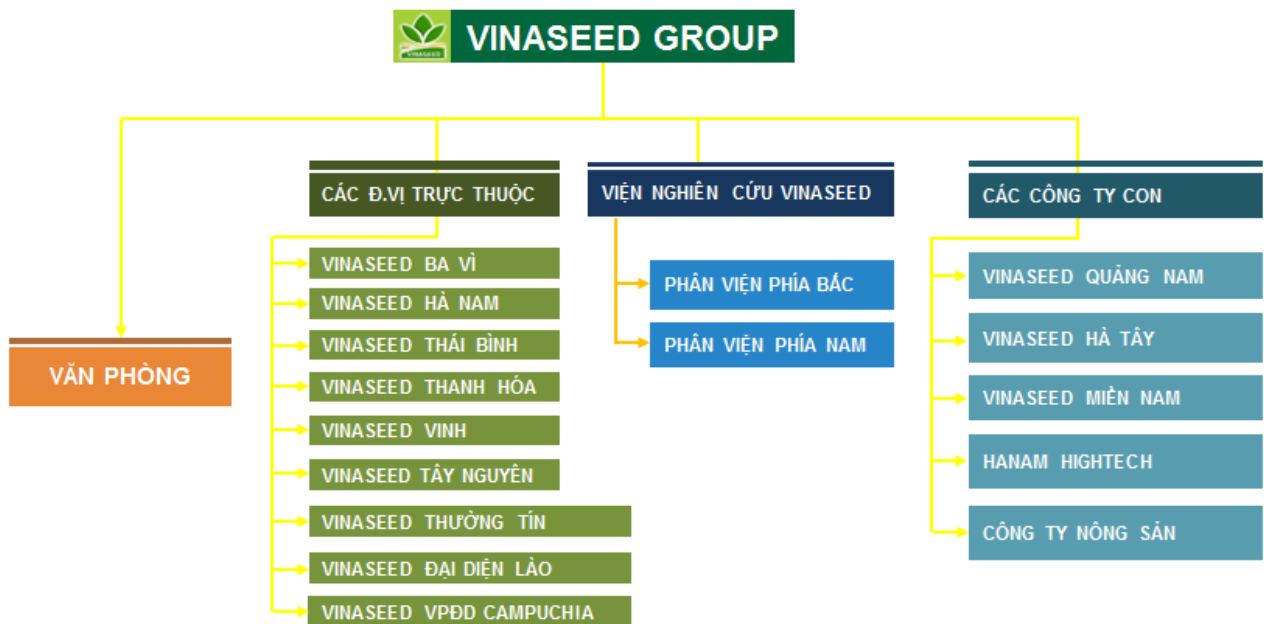 VINASEED
VINASEED GROUP
VĂN PHÒNG
CÁC Đ.VỊ TRỰC THUỘC
VINASEED BA VÌ
VINASEED HÀ NAM
VINASEED THÁI BÌNH
VINASEED THANH HÓA
VINASEED VINH
VINASEED TÂY NGUYÊN
VINASEED THƯỜNG TÍN
VINASEED ĐẠI DIỆN LÀO
VINASEED VPĐD CAMPUCHIA
VIỆN NGHIÊN CỨU VINASEED
PHÂN VIỆN PHÍA BẮC
PHÂN VIỆN PHÍA NAM
CÁC CÔNG TY CON
VINASEED QUẢNG NAM
VINASEED HÀ TÂY
VINASEED MIỀN NAM
HANAM HIGHTECH
CÔNG TY NÔNG SẢN